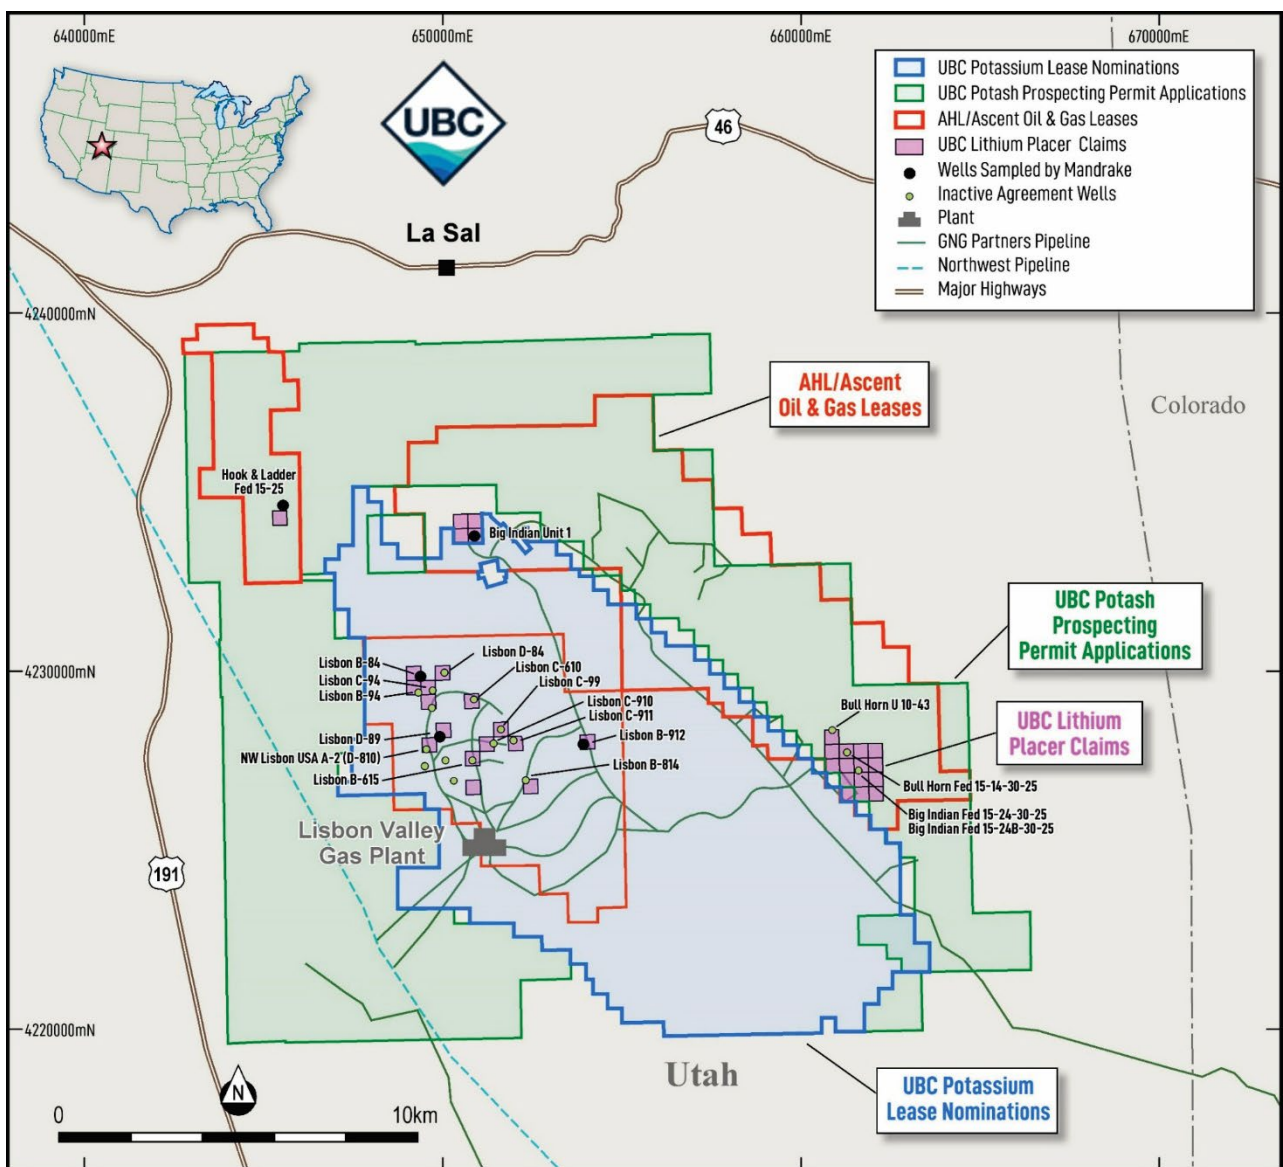 640000mE
650000mE
660000mE
670000mE
UBC
UBC Potassium Lease Nominations
UBC Potash Prospecting Permit Applications
AHL/Ascent Oil & Gas Leases
UBC Lithium Placer Claims
Wells Sampled by Mandrake
Inactive Agreement Wells
Plant
GNG Partners Pipeline
Northwest Pipeline
Major Highways
46
La Sal
4240000mN
AHL/Ascent
Oil & Gas Leases
Colorado
Hook & Ladder
Fed 15-25
Big Indian Unit 1
UBC Potash
Prospecting
Permit Applications
4230000mN
Lisbon B-84
Lisbon C-94
Lisbon B-94
Lisbon D-84
Lisbon C-610
Lisbon C-99
Lisbon C-910
Lisbon C-911
Lisbon B-912
Lisbon D-89
NW Lisbon USA A-2 (D-810)
Lisbon B-615
Lisbon B-814
Bull Horn U 10-43
UBC Lithium
Placer Claims
Bull Horn Fed 15-14-30-25
Big Indian Fed 15-24-30-25
Big Indian Fed 15-24B-30-25
Lisbon Valley
Gas Plant
191
4220000mN
Utah
UBC Potassium
Lease Nominations
N
0
10km